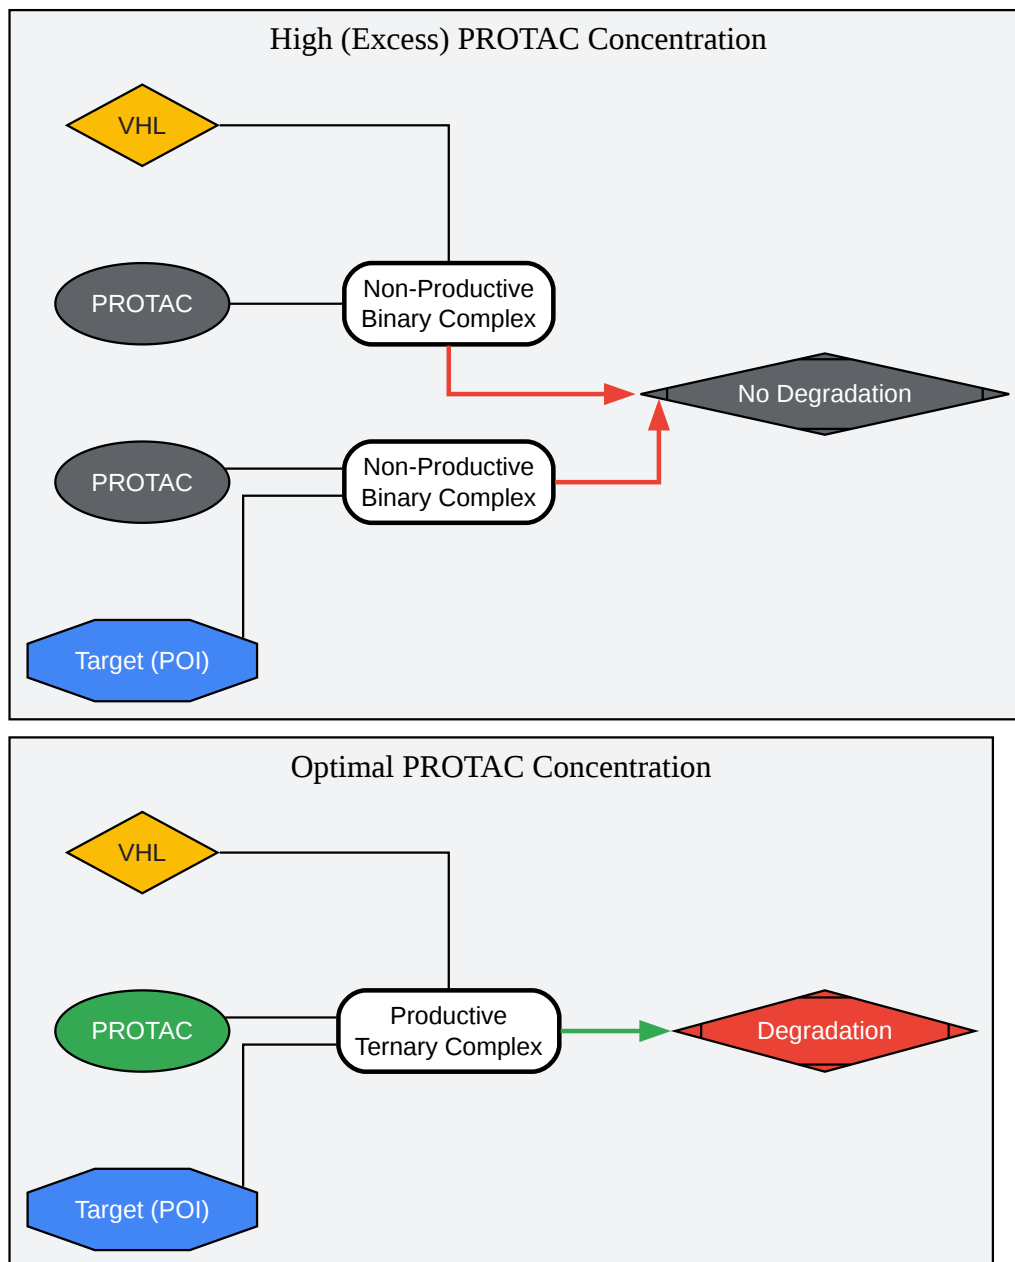 High (Excess) PROTAC Concentration
VHL
PROTAC
Non-Productive
Binary Complex
No Degradation
PROTAC
Non-Productive
Binary Complex
Target (POI)
Optimal PROTAC Concentration
VHL
PROTAC
Productive
Ternary Complex
Degradation
Target (POI)